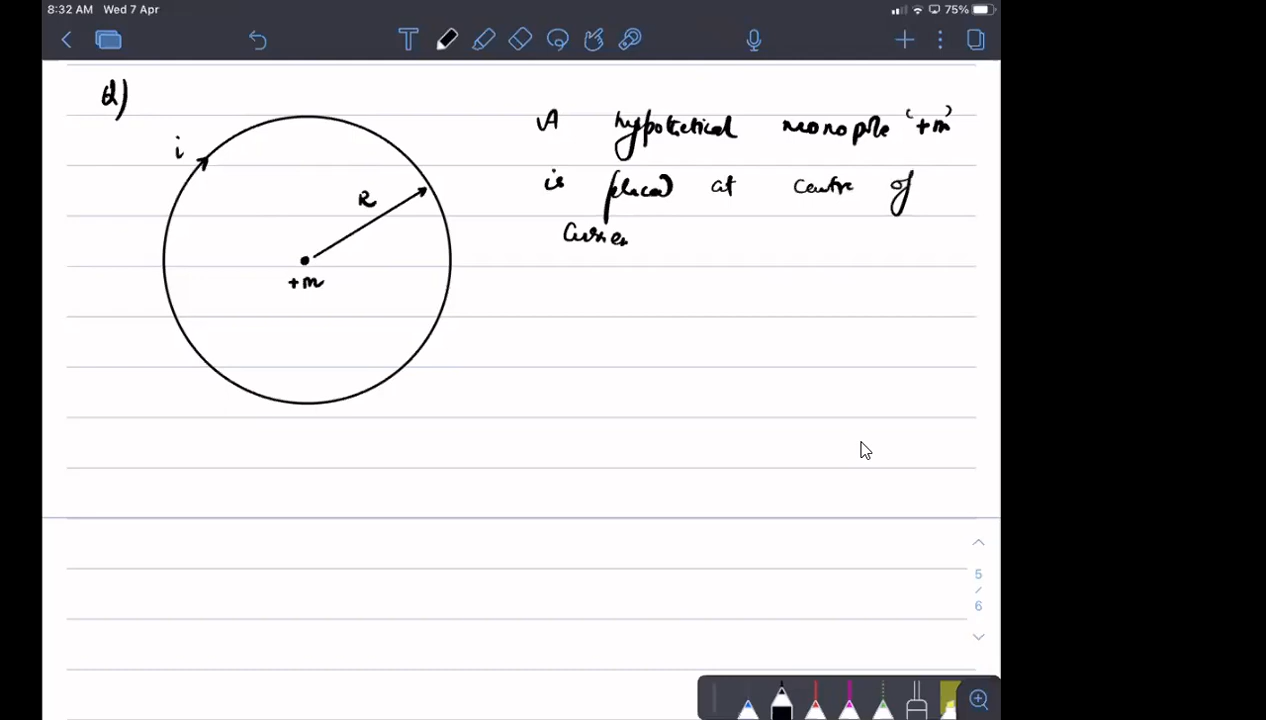 8:32 AM Wed 7 Apr
75%
T
Q)
i
R
+m
A hypothetical monopole '+m'
is placed at centre of
5
/
6